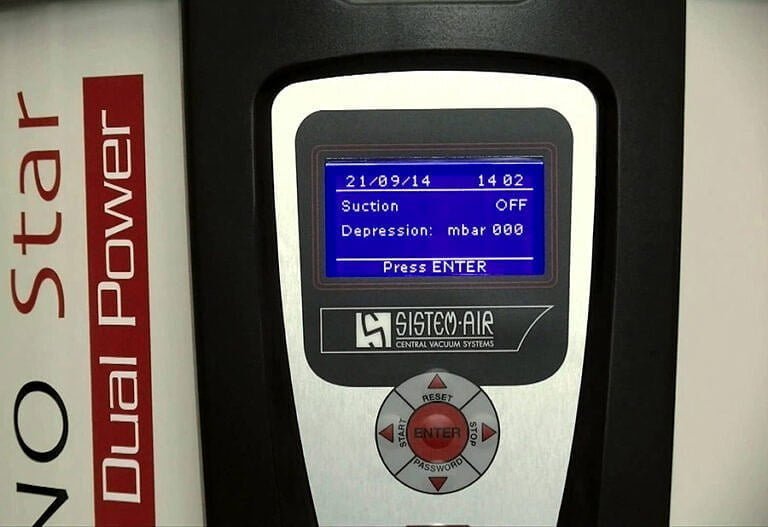 NO Star
Dual Power
21/09/14 14 02
Suction OFF
Depression: mbar 000
Press ENTER
SISTEM-AIR
CENTRAL VACUUM SYSTEMS
RESET
START
ENTER
STOP
PASSWORD